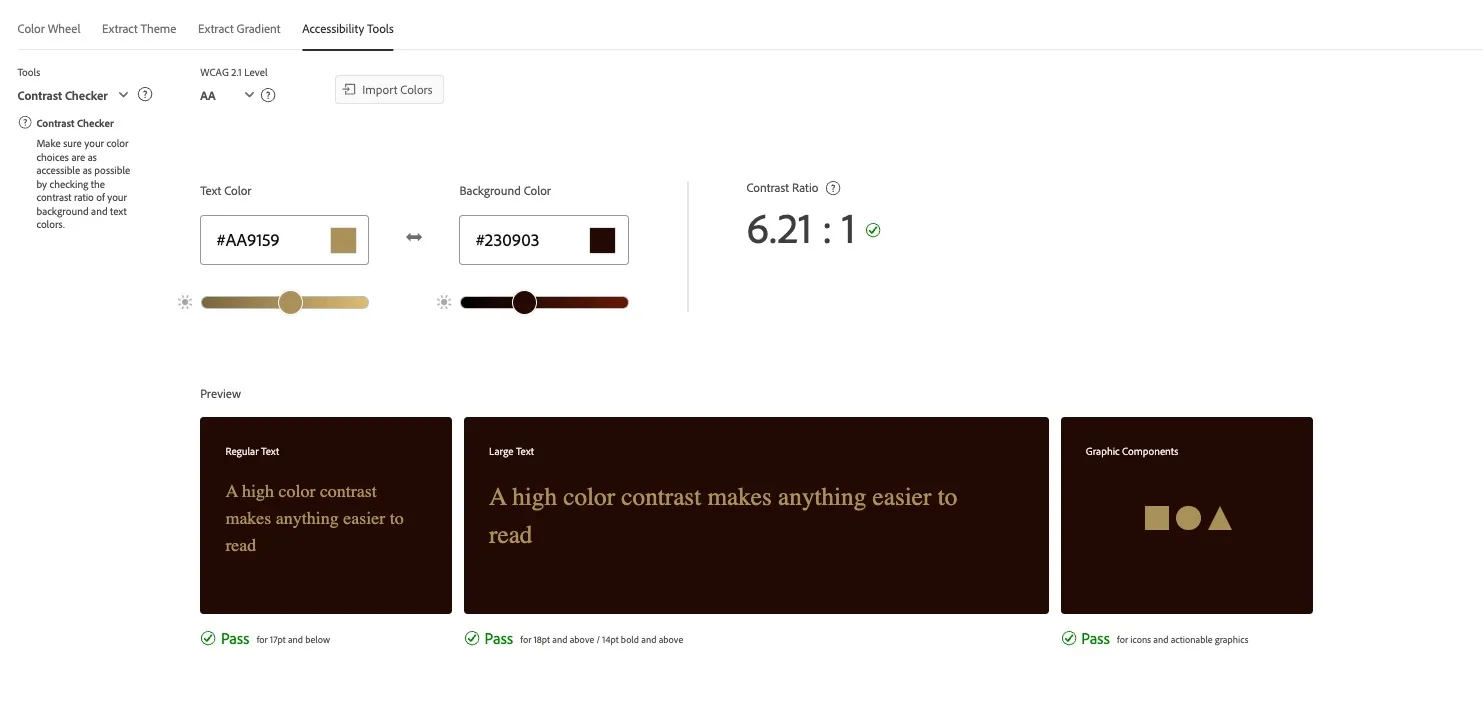 Color Wheel Extract Theme Extract Gradient Accessibility Tools
Tools
Contrast Checker ?
? Contrast Checker
Make sure your color
choices are as
accessible as possible
by checking the
contrast ratio of your
background and text
colors.
WCAG 2.1 Level
AA ?
Import Colors
Text Color
#AA9159
Background Color
#230903
Contrast Ratio ?
6.21 : 1
Preview
Regular Text
A high color contrast
makes anything easier to
read
Pass for 17pt and below
Large Text
A high color contrast makes anything easier to
read
Pass for 18pt and above / 14pt bold and above
Graphic Components
Pass for icons and actionable graphics